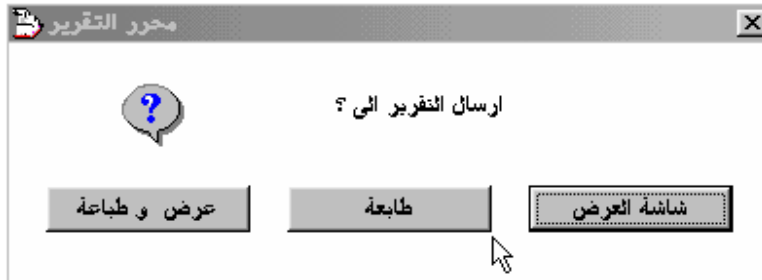 محرر التقرير
ارسال التقرير الى ؟
شاشة العرض
طابعة
عرض و طباعة